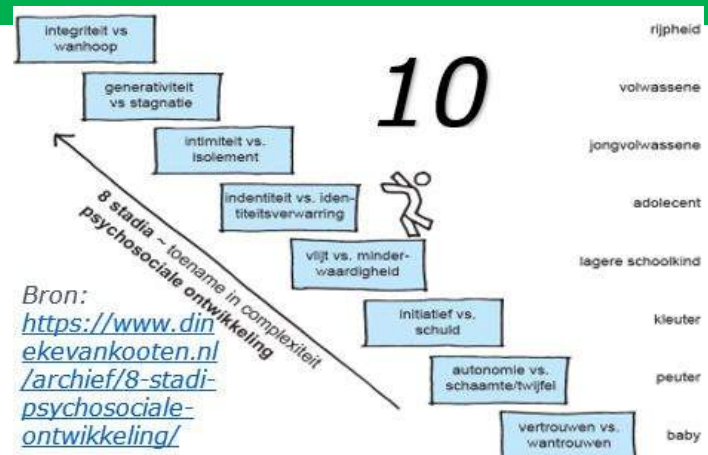 integriteit vs
wanhoop
rijpheid
10
generativiteit
vs stagnatie
volwassene
intimiteit vs.
isolement
jongvolwassene
indentiteit vs. iden-
titeitsverwarring
adolecent
vlijt vs. minder-
waardigheid
lagere schoolkind
initiatief vs.
schuld
kleuter
autonomie vs.
schaamte/twijfel
peuter
vertrouwen vs.
wantrouwen
baby
8 stadia ~ toename in complexiteit
psychosociale ontwikkeling
Bron:
https://www.din
ekevankooten.nl
/archief/8-stadi-
psychosociale-
ontwikkeling/